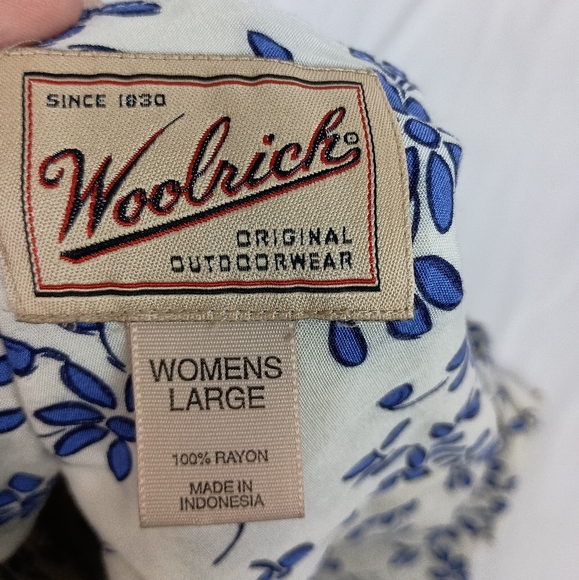 SINCE 1830
Woolrich®
ORIGINAL
OUTDOORWEAR
WOMENS
LARGE
100% RAYON
MADE IN
INDONESIA